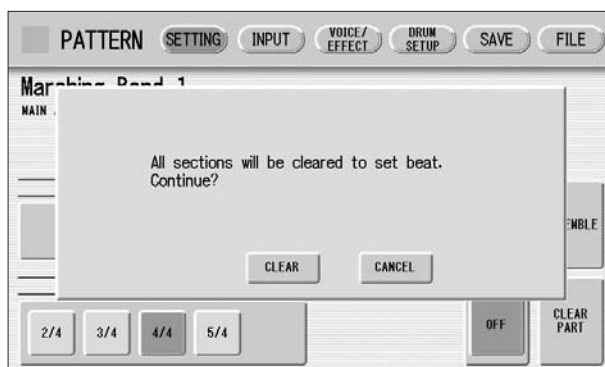 PATTERN SETTING INPUT VOICE/EFFECT DRUM SETUP SAVE FILE
MAIN
All sections will be cleared to set beat.
Continue?
CLEAR CANCEL
2/4 3/4 4/4 5/4 OFF CLEAR PART